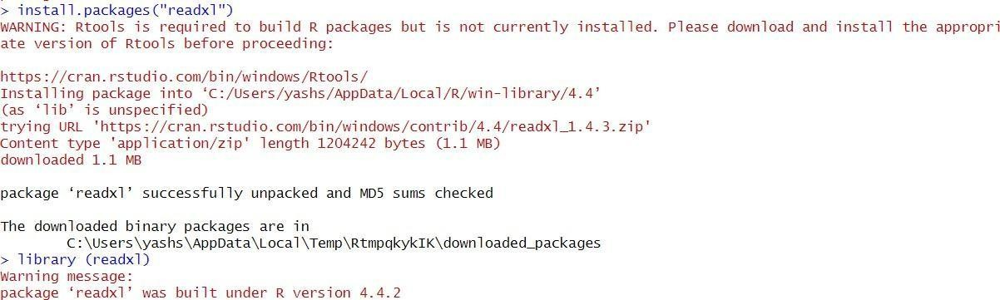 > install.packages("readxl")
WARNING: Rtools is required to build R packages but is not currently installed. Please download and install the appropri
ate version of Rtools before proceeding:
https://cran.rstudio.com/bin/windows/Rtools/
Installing package into ‘C:/Users/yashs/AppData/Local/R/win-library/4.4’
(as ‘lib’ is unspecified)
trying URL 'https://cran.rstudio.com/bin/windows/contrib/4.4/readxl_1.4.3.zip'
Content type 'application/zip' length 1204242 bytes (1.1 MB)
downloaded 1.1 MB
package ‘readxl’ successfully unpacked and MD5 sums checked
The downloaded binary packages are in
C:\Users\yashs\AppData\Local\Temp\RtmpqkykIK\downloaded_packages
> library (readxl)
Warning message:
package ‘readxl’ was built under R version 4.4.2